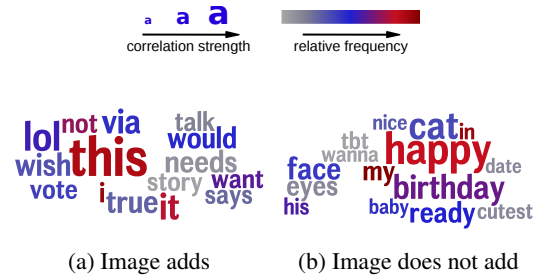 a a a
correlation strength relative frequency
lol not via talk
would
this
wish needs
story want
vote i true it says
nice cat in
tbt happy
wanna date
face my
eyes birthday
his baby ready cutest
(a) Image adds (b) Image does not add